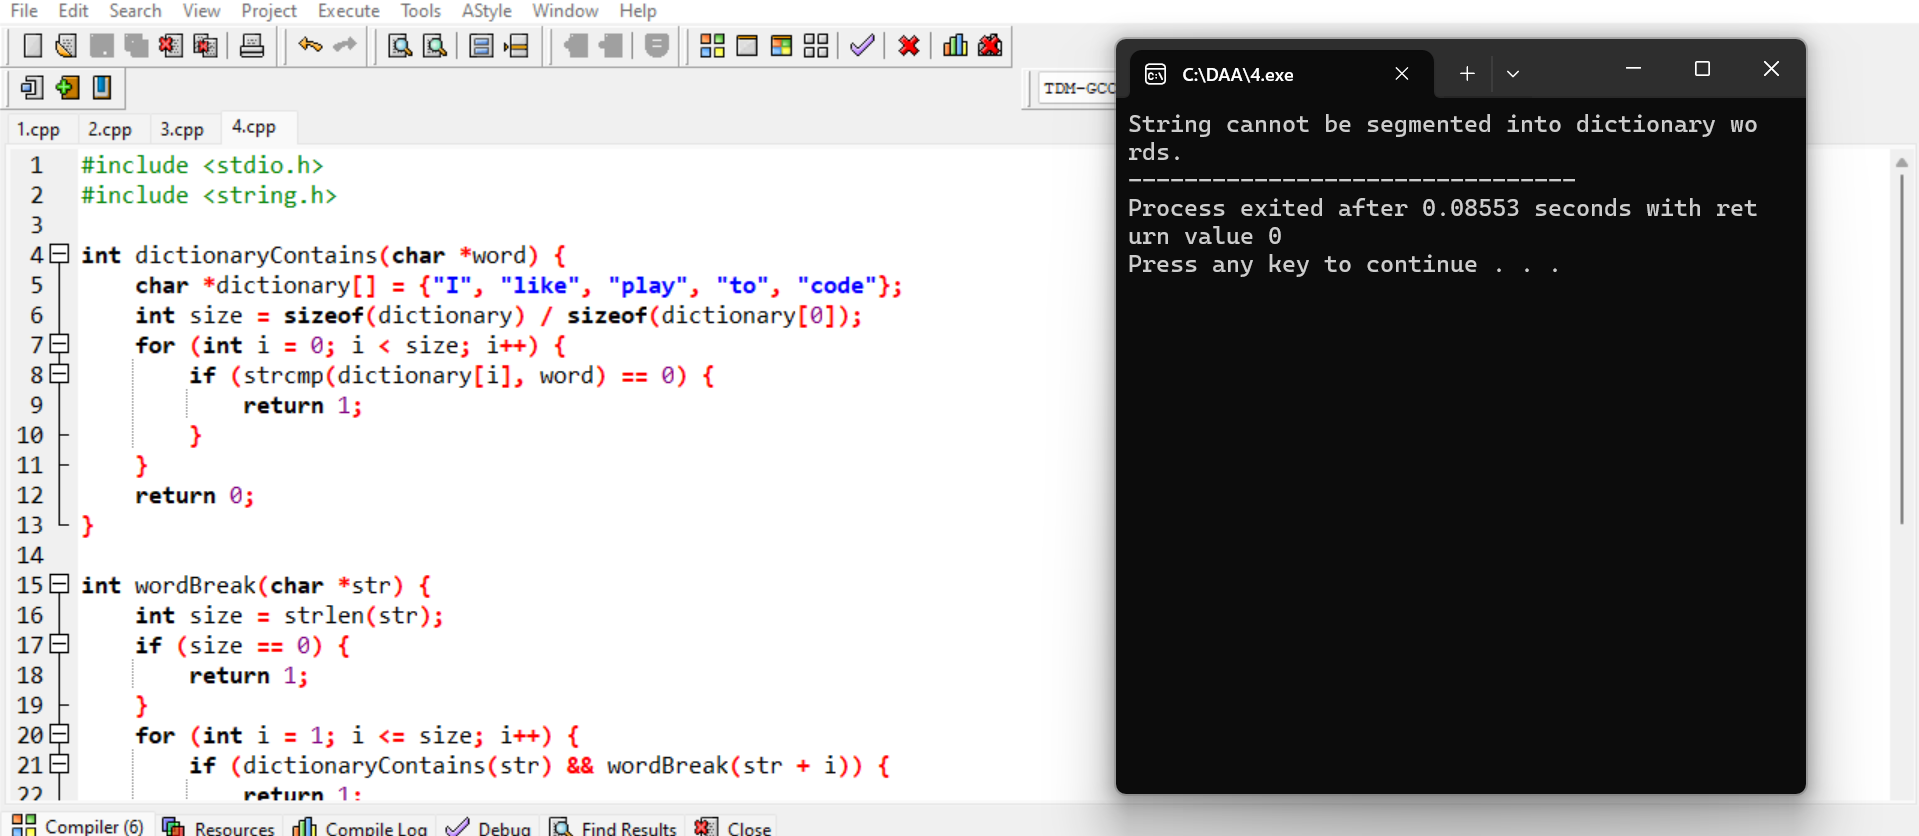 File Edit Search View Project Execute Tools AStyle Window Help
TDM-GCC
1.cpp 2.cpp 3.cpp 4.cpp
1 #include <stdio.h>
2 #include <string.h>
3
4 int dictionaryContains(char *word) {
5 char *dictionary[] = {"I", "like", "play", "to", "code"};
6 int size = sizeof(dictionary) / sizeof(dictionary[0]);
7 for (int i = 0; i < size; i++) {
8 if (strcmp(dictionary[i], word) == 0) {
9 return 1;
10 }
11 }
12 return 0;
13 }
14
15 int wordBreak(char *str) {
16 int size = strlen(str);
17 if (size == 0) {
18 return 1;
19 }
20 for (int i = 1; i <= size; i++) {
21 if (dictionaryContains(str) && wordBreak(str + i)) {
22 return 1;
Compiler (6) Resources Compile Log Debug Find Results Close
C:\DAA\4.exe
String cannot be segmented into dictionary wo
rds.
--------------------------------
Process exited after 0.08553 seconds with ret
urn value 0
Press any key to continue . . .